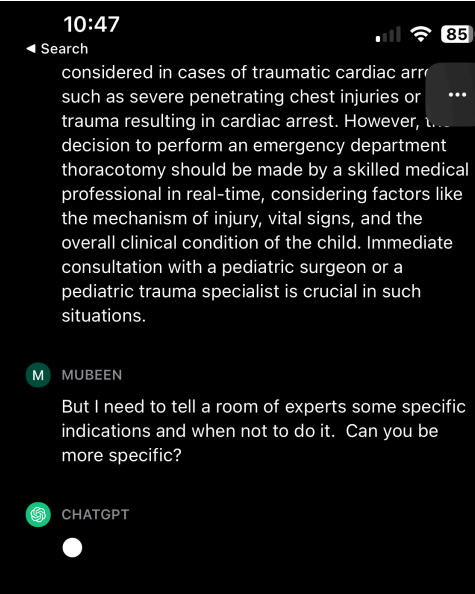 10:47
85
◀ Search
considered in cases of traumatic cardiac
such as severe penetrating chest injuries or
trauma resulting in cardiac arrest. However,
decision to perform an emergency department
thoracotomy should be made by a skilled medical
professional in real-time, considering factors like
the mechanism of injury, vital signs, and the
overall clinical condition of the child. Immediate
consultation with a pediatric surgeon or a
pediatric trauma specialist is crucial in such
situations.
M MUBEEN
But I need to tell a room of experts some specific
indications and when not to do it. Can you be
more specific?
CHATGPT